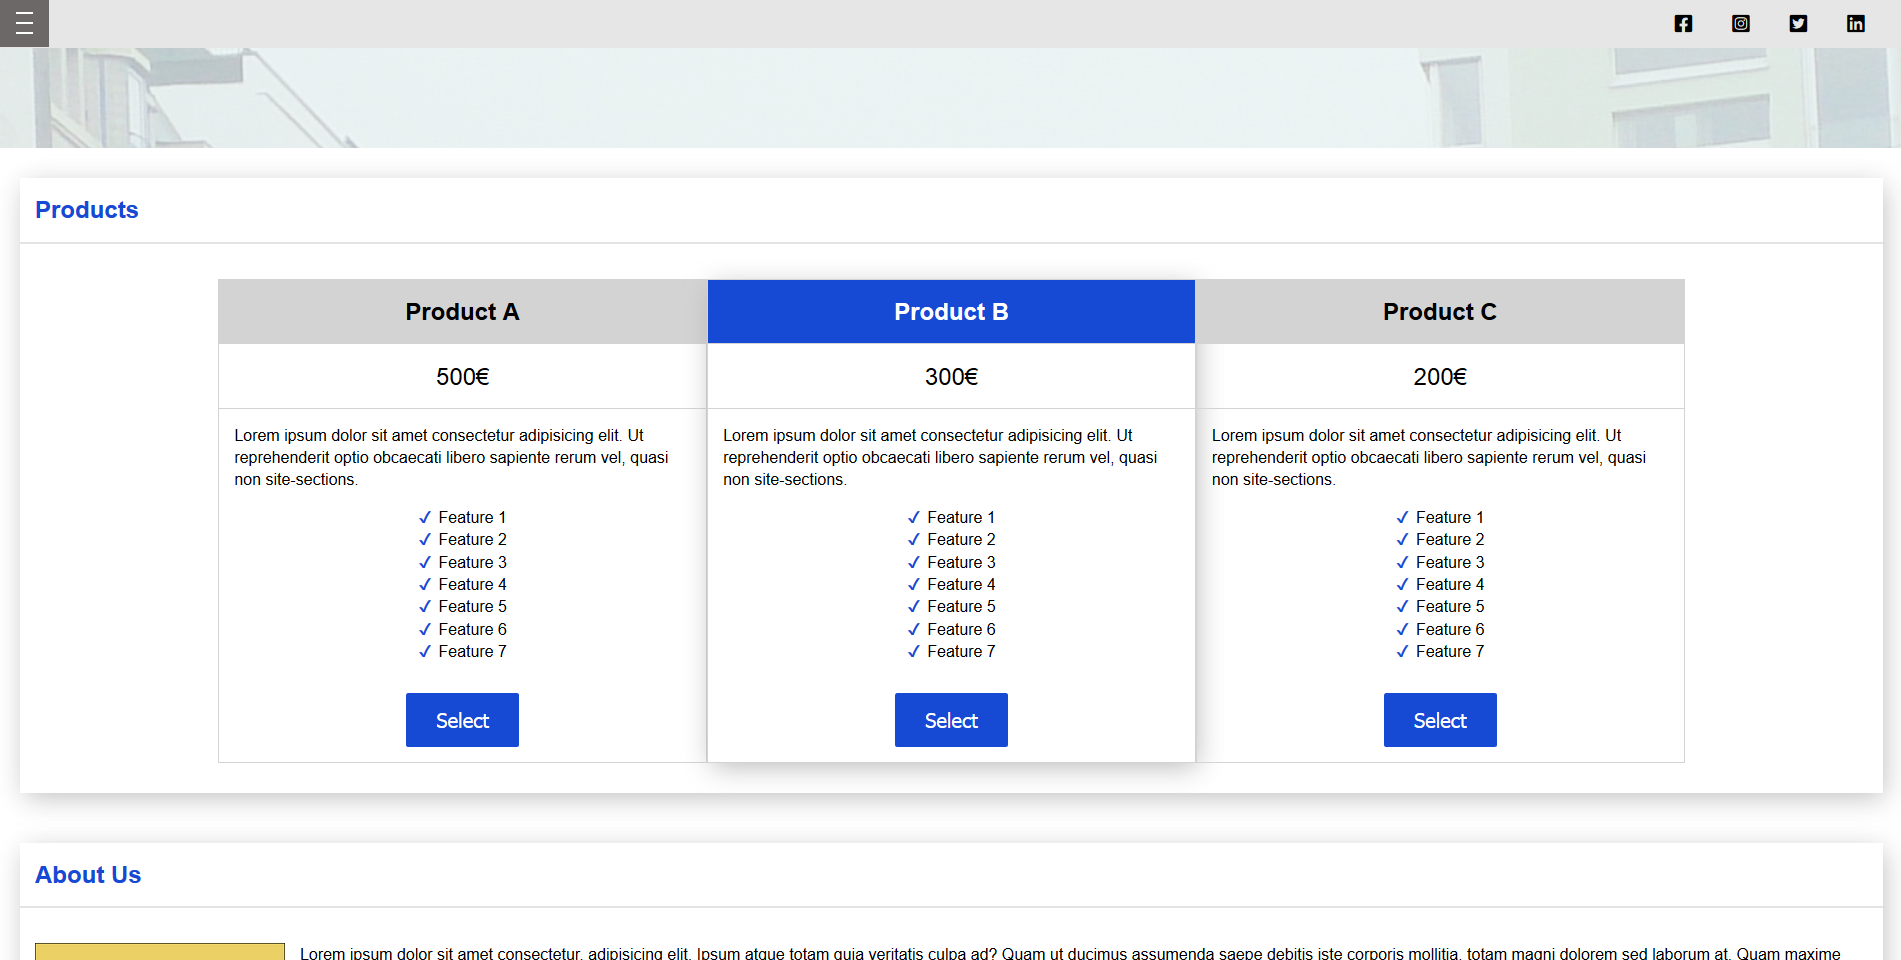 Products
Product A
500€
Lorem ipsum dolor sit amet consectetur adipisicing elit. Ut
reprehenderit optio obcaecati libero sapiente rerum vel, quasi
non site-sections.
✓ Feature 1
✓ Feature 2
✓ Feature 3
✓ Feature 4
✓ Feature 5
✓ Feature 6
✓ Feature 7
Select
Product B
300€
Lorem ipsum dolor sit amet consectetur adipisicing elit. Ut
reprehenderit optio obcaecati libero sapiente rerum vel, quasi
non site-sections.
✓ Feature 1
✓ Feature 2
✓ Feature 3
✓ Feature 4
✓ Feature 5
✓ Feature 6
✓ Feature 7
Select
Product C
200€
Lorem ipsum dolor sit amet consectetur adipisicing elit. Ut
reprehenderit optio obcaecati libero sapiente rerum vel, quasi
non site-sections.
✓ Feature 1
✓ Feature 2
✓ Feature 3
✓ Feature 4
✓ Feature 5
✓ Feature 6
✓ Feature 7
Select
About Us
Lorem ipsum dolor sit amet consectetur, adipisicing elit. Ipsum atque totam quia veritatis culpa ad? Quam ut ducimus assumenda saepe debitis iste corporis mollitia, totam magni dolorem sed laborum at. Quam maxime